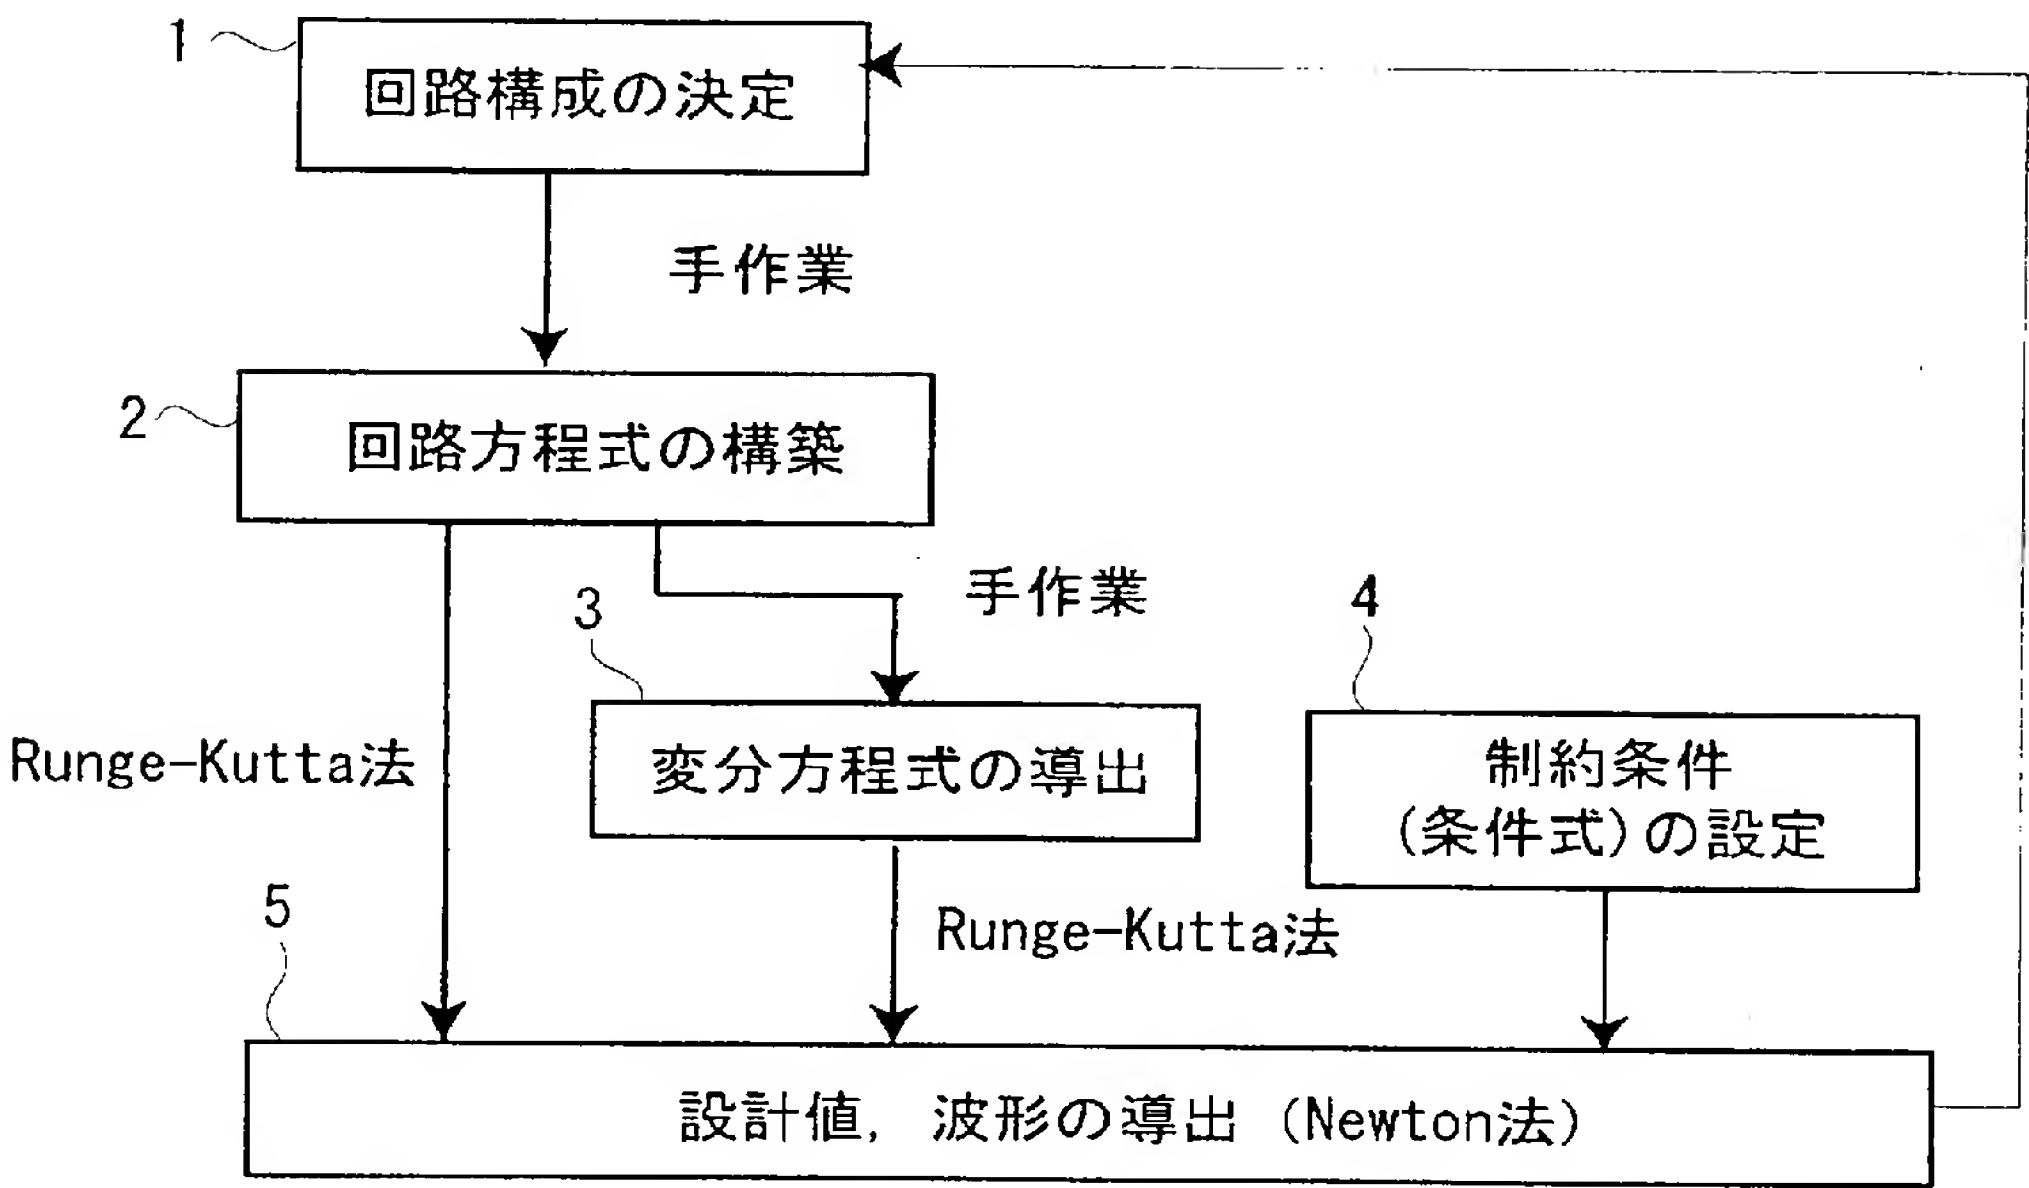 1
回路構成の決定
手作業
2
回路方程式の構築
手作業
3
4
Runge-Kutta法
変分方程式の導出
制約条件
(条件式)の設定
5
Runge-Kutta法
設計値, 波形の導出 (Newton法)